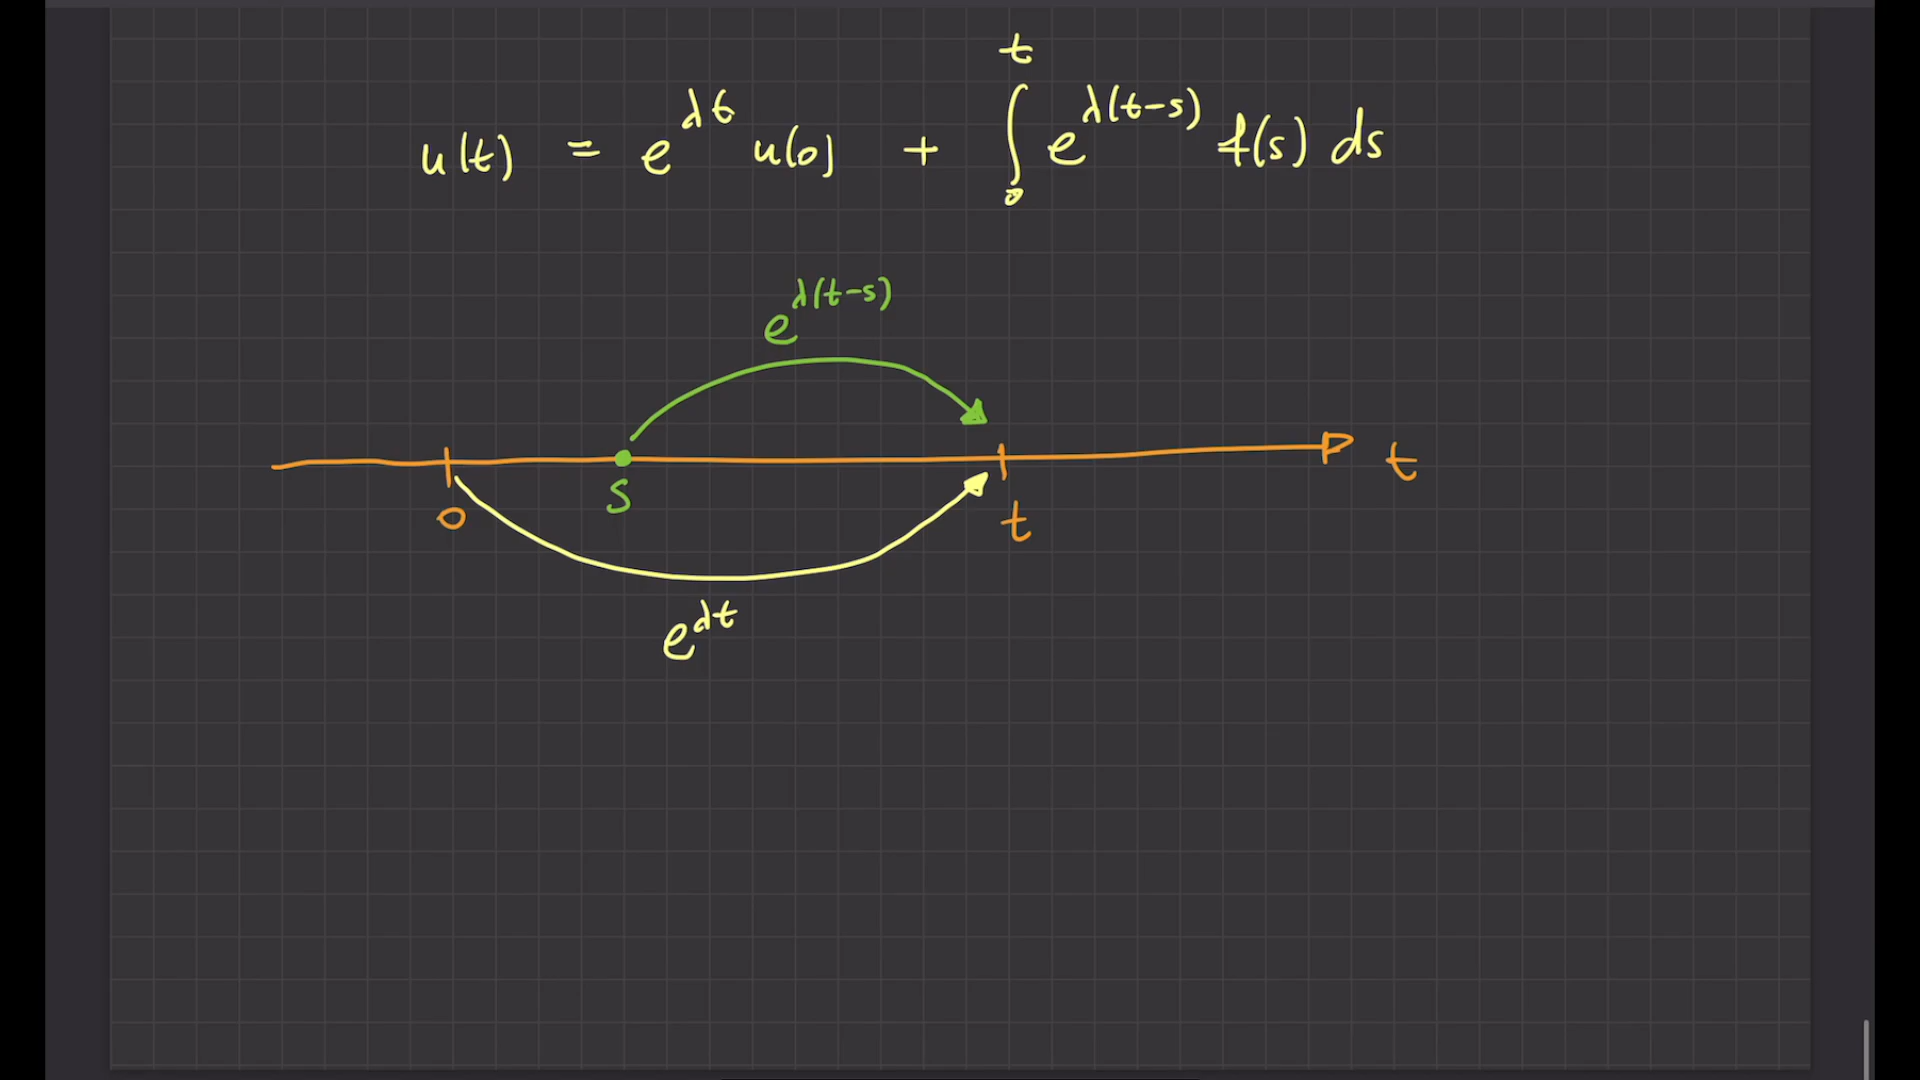 u(t) = e^{λt} u(0) + ∫_0^t e^{λ(t-s)} f(s) ds
e^{λ(t-s)}
t
s
0
t
e^{λt}